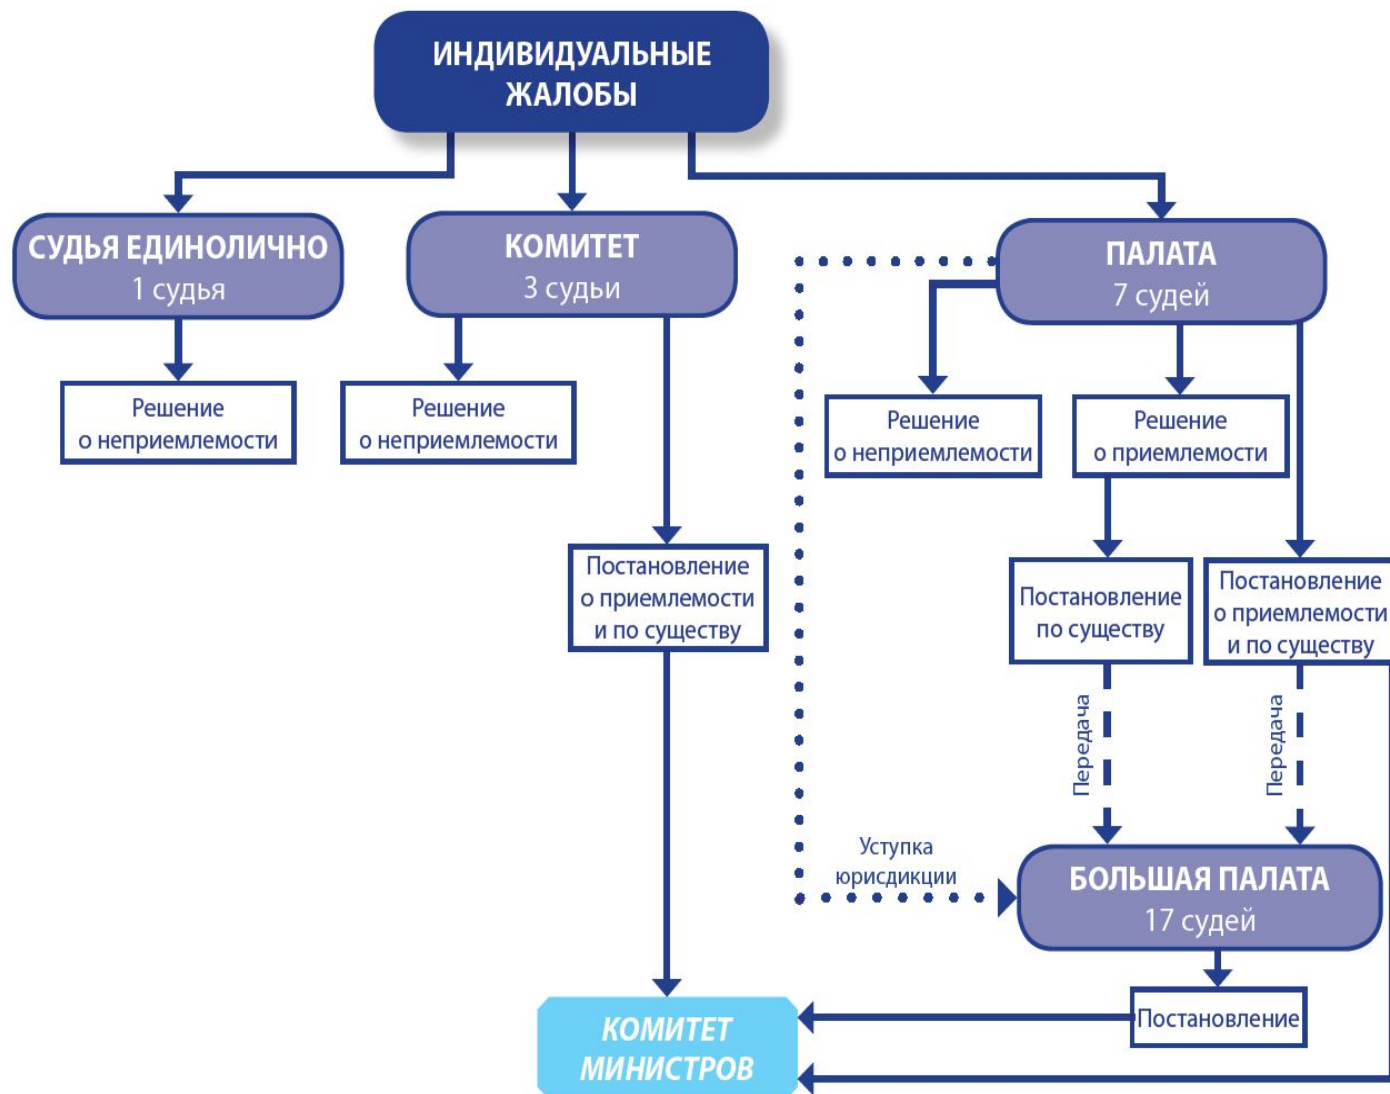 ИНДИВИДУАЛЬНЫЕ
ЖАЛОБЫ
СУДЬЯ ЕДИНОЛИЧНО
1 судья
КОМИТЕТ
3 судьи
ПАЛАТА
7 судей
Решение
о неприемлемости
Решение
о неприемлемости
Решение
о неприемлемости
Решение
о приемлемости
Постановление
о приемлемости
и по существу
Постановление
по существу
Постановление
о приемлемости
и по существу
Передача
Передача
Уступка
юрисдикции
БОЛЬШАЯ ПАЛАТА
17 судей
Постановление
КОМИТЕТ
МИНИСТРОВ